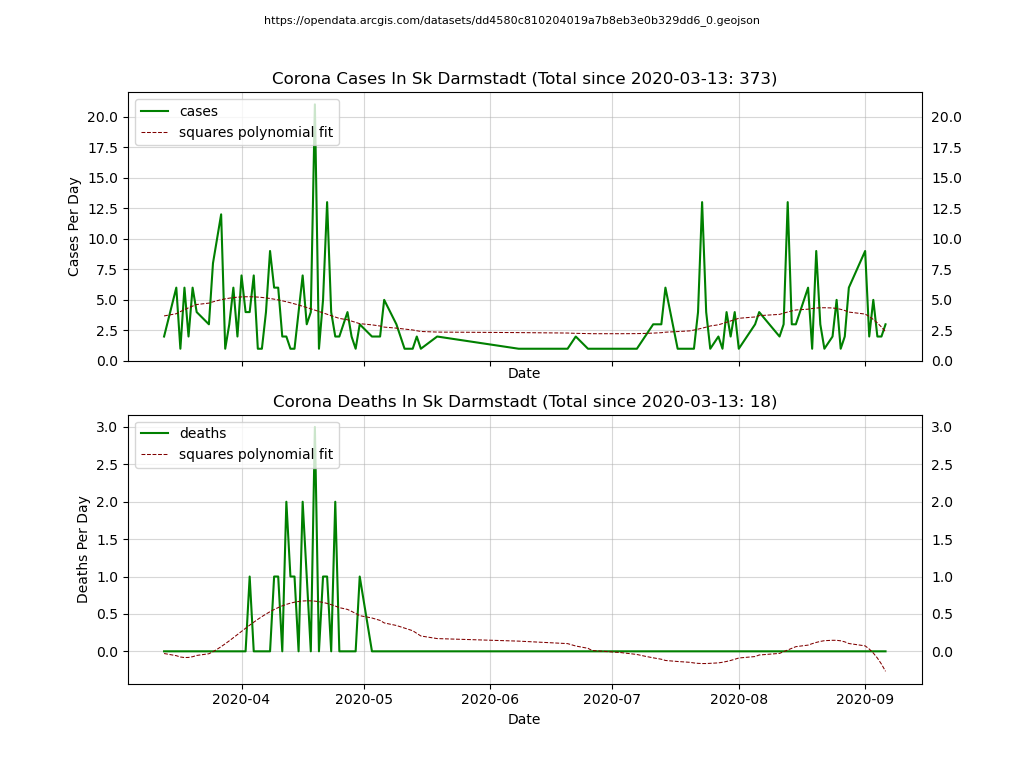 https://opendata.arcgis.com/datasets/dd4580c810204019a7b8eb3e0b329dd6_0.geojson
Corona Cases In Sk Darmstadt (Total since 2020-03-13: 373)
cases
squares polynomial fit
Cases Per Day
20.0 20.0
17.5 17.5
15.0 15.0
12.5 12.5
10.0 10.0
7.5 7.5
5.0 5.0
2.5 2.5
0.0 0.0
Date
Corona Deaths In Sk Darmstadt (Total since 2020-03-13: 18)
deaths
squares polynomial fit
Deaths Per Day
3.0 3.0
2.5 2.5
2.0 2.0
1.5 1.5
1.0 1.0
0.5 0.5
0.0 0.0
2020-04 2020-05 2020-06 2020-07 2020-08 2020-09
Date